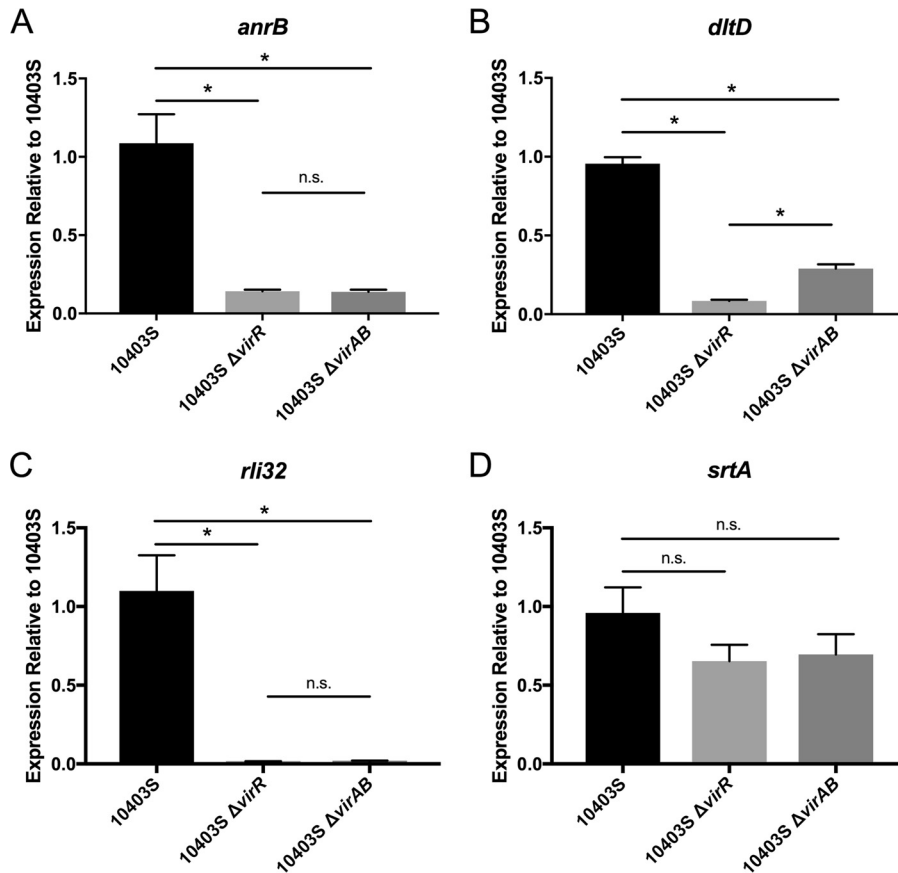 A
anrB
Expression Relative to 10403S
1.5
1.0
0.5
0.0
*
*
n.s.
10403S
10403S ΔvirR
10403S ΔvirAB
B
dltD
Expression Relative to 10403S
1.5
1.0
0.5
0.0
*
*
*
10403S
10403S ΔvirR
10403S ΔvirAB
C
rli32
Expression Relative to 10403S
1.5
1.0
0.5
0.0
*
*
n.s.
10403S
10403S ΔvirR
10403S ΔvirAB
D
srtA
Expression Relative to 10403S
1.5
1.0
0.5
0.0
n.s.
n.s.
10403S
10403S ΔvirR
10403S ΔvirAB